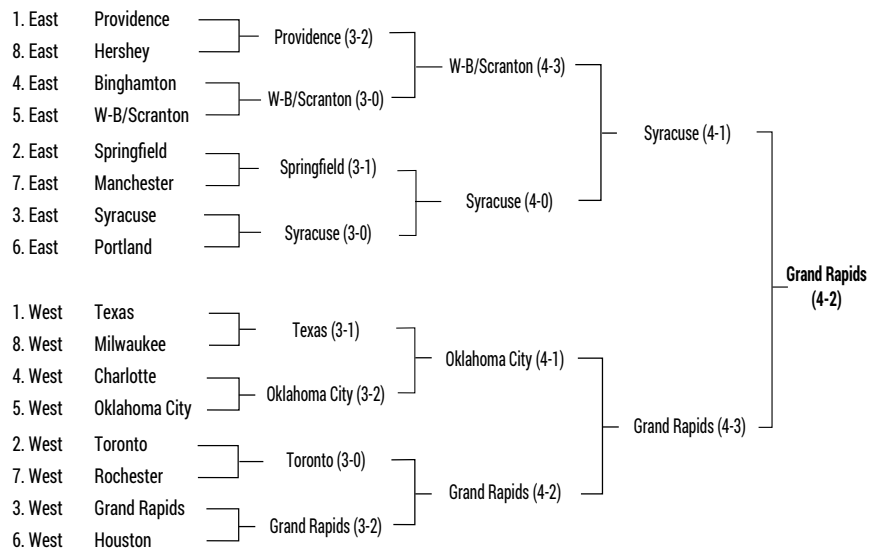 1. East Providence
8. East Hershey
Providence (3-2)
4. East Binghamton
5. East W-B/Scranton
W-B/Scranton (3-0)
W-B/Scranton (4-3)
2. East Springfield
7. East Manchester
Springfield (3-1)
3. East Syracuse
6. East Portland
Syracuse (3-0)
Syracuse (4-0)
Syracuse (4-1)
1. West Texas
8. West Milwaukee
Texas (3-1)
4. West Charlotte
5. West Oklahoma City
Oklahoma City (3-2)
Oklahoma City (4-1)
2. West Toronto
7. West Rochester
Toronto (3-0)
3. West Grand Rapids
6. West Houston
Grand Rapids (3-2)
Grand Rapids (4-2)
Grand Rapids (4-3)
Grand Rapids
(4-2)